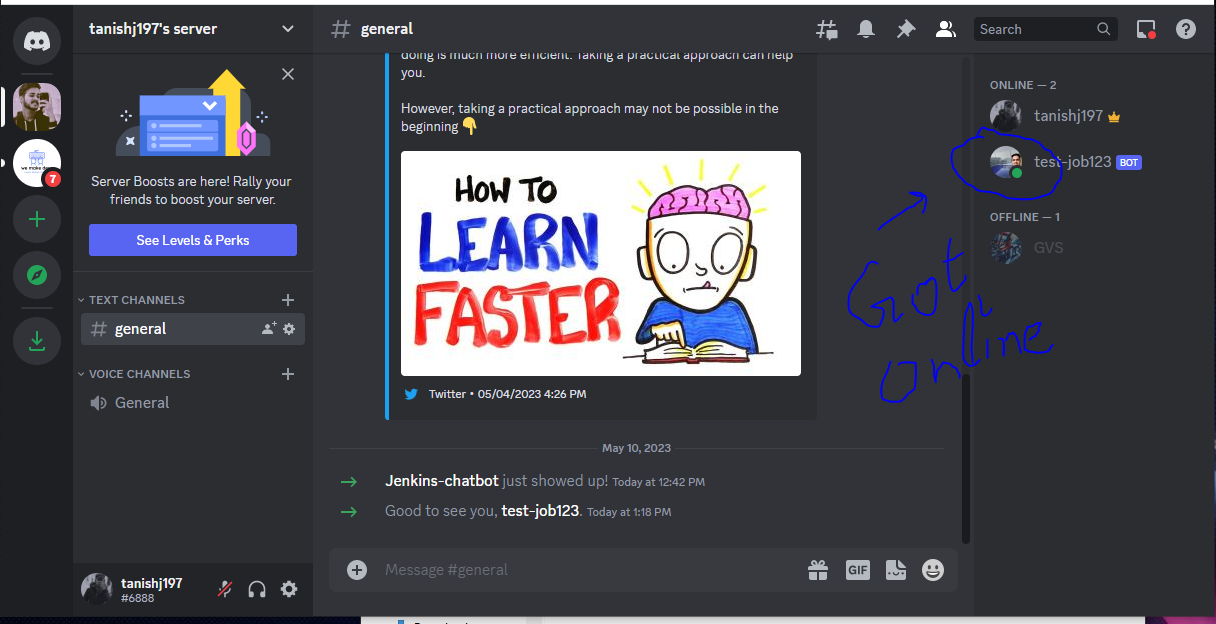 tanishj197's server
# general
Search
doing is much more efficient. Taking a practical approach can help
you.
However, taking a practical approach may not be possible in the
beginning 👇
HOW TO
LEARN
FASTER
Twitter • 05/04/2023 4:26 PM
May 10, 2023
Jenkins-chatbot just showed up! Today at 12:42 PM
Good to see you, test-job123. Today at 1:18 PM
Message #general
GIF
7
Server Boosts are here! Rally your
friends to boost your server.
See Levels & Perks
TEXT CHANNELS
# general
VOICE CHANNELS
General
tanishj197
#6888
ONLINE — 2
tanishj197
test-job123 BOT
OFFLINE — 1
GVS
Got
online